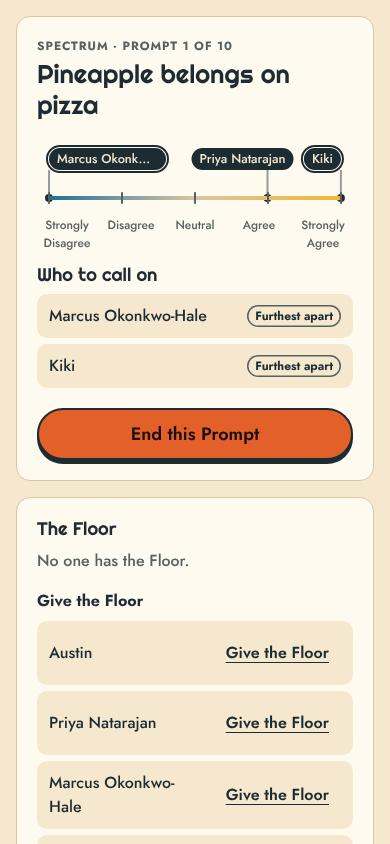 SPECTRUM · PROMPT 1 OF 10
Pineapple belongs on
pizza
Marcus Okonk...
Priya Natarajan
Kiki
Strongly Disagree
Disagree
Neutral
Agree
Strongly Agree
Who to call on
Marcus Okonkwo-Hale
Furthest apart
Kiki
Furthest apart
End this Prompt
The Floor
No one has the Floor.
Give the Floor
Austin
Give the Floor
Priya Natarajan
Give the Floor
Marcus Okonkwo-
Hale
Give the Floor